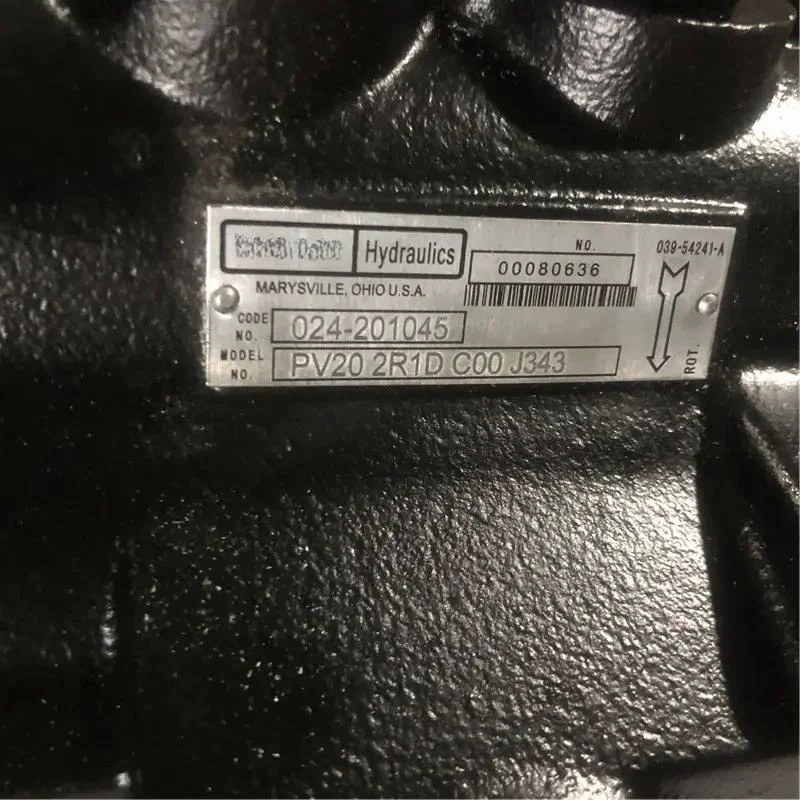 Hydraulics
MARYSVILLE, OHIO U.S.A.
NO.
00080636
039-54241-A
CODE NO. 024-201045
MODEL NO. PV20 2R1D C00 J343
ROT.